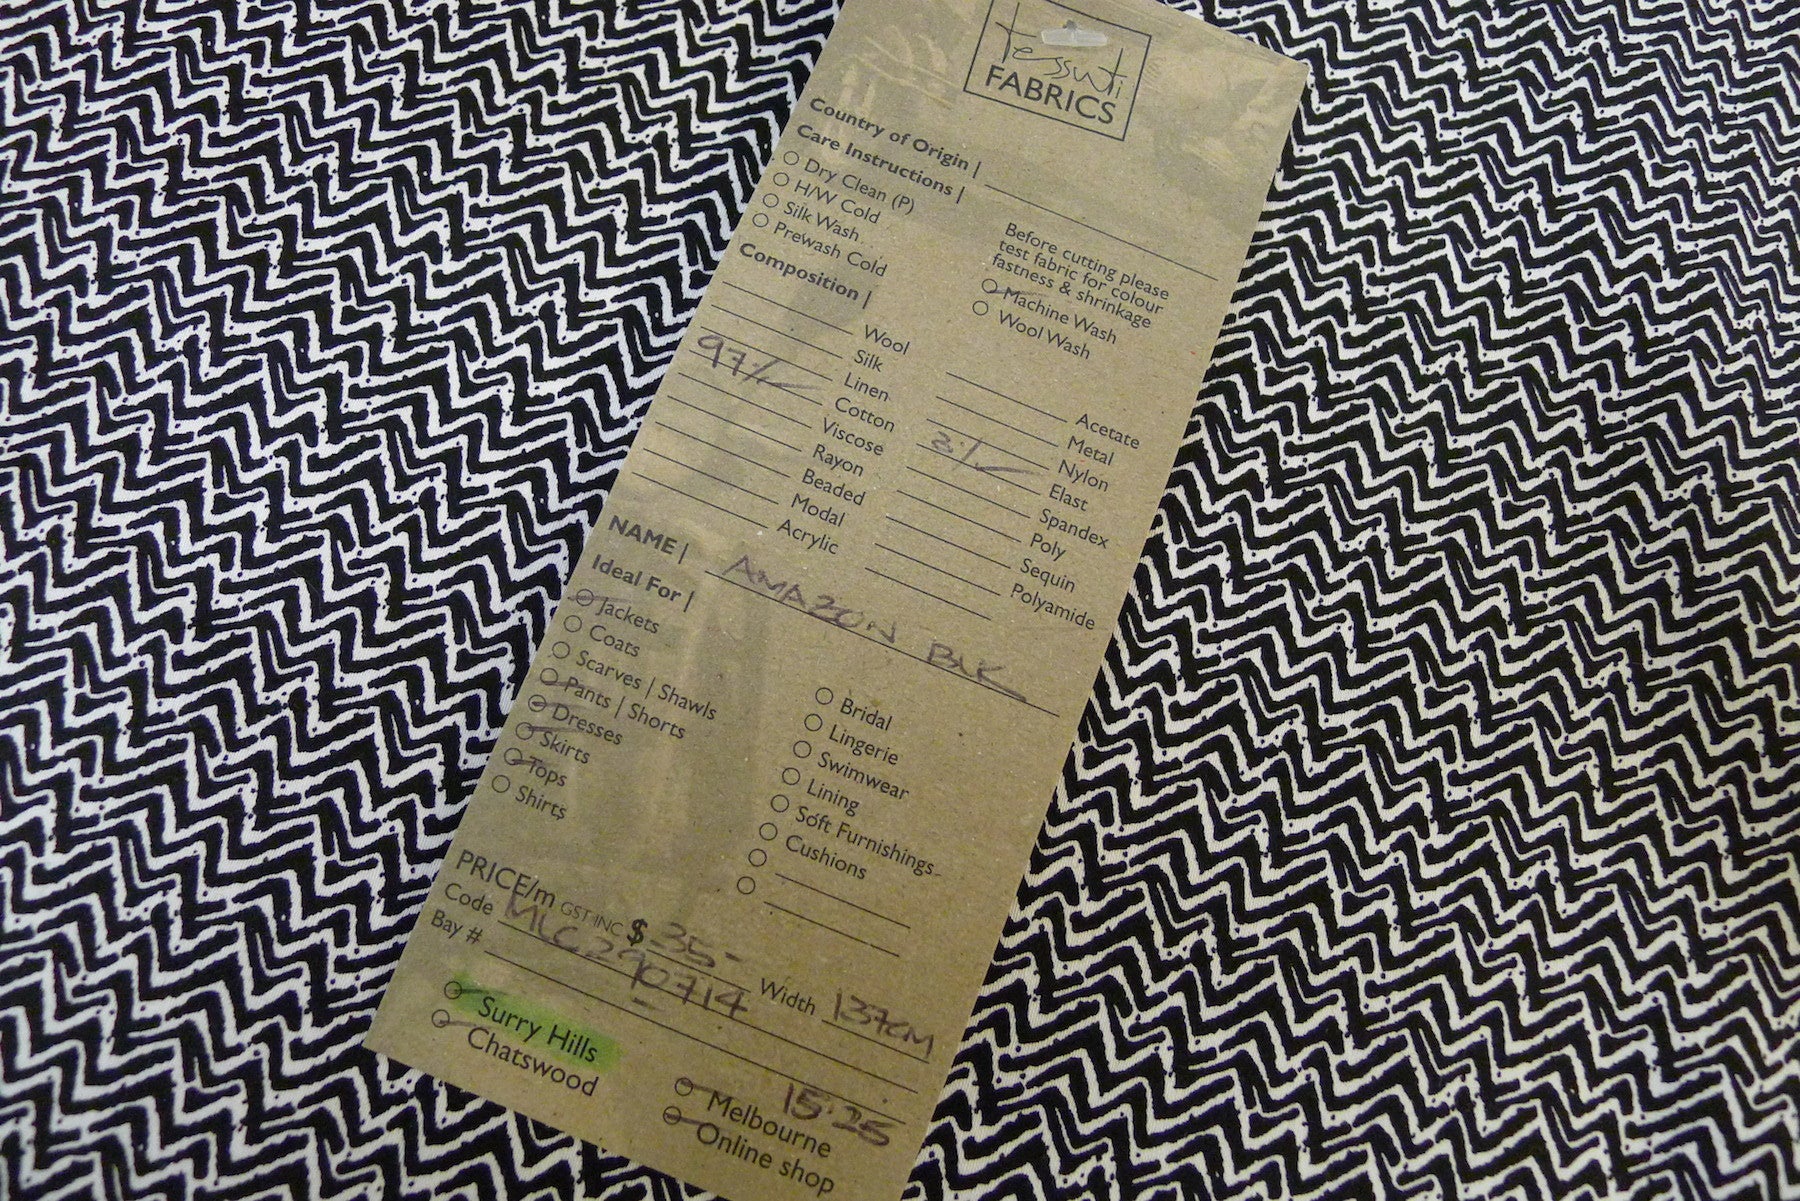 tessuti
FABRICS
Country of Origin |
Care Instructions |
Dry Clean (P)
H/W Cold
Silk Wash
Prewash Cold
Before cutting please
test fabric for colour
fastness & shrinkage
Machine Wash
Wool Wash
Composition |
Wool
Silk
Linen
97% Cotton
Viscose
Rayon
Beaded
Modal
Acrylic
Acetate
Metal
Nylon
3% Elast
Spandex
Poly
Sequin
Polyamide
NAME | AMAZON BLK
Ideal For |
Jackets
Coats
Scarves | Shawls
Pants | Shorts
Dresses
Skirts
Tops
Shirts
Bridal
Lingerie
Swimwear
Lining
Soft Furnishings
Cushions
PRICE/m GST INC $ 35- Width 137cm
Code MLC290714
Bay #
15.25
Surry Hills
Chatswood
Melbourne
Online shop